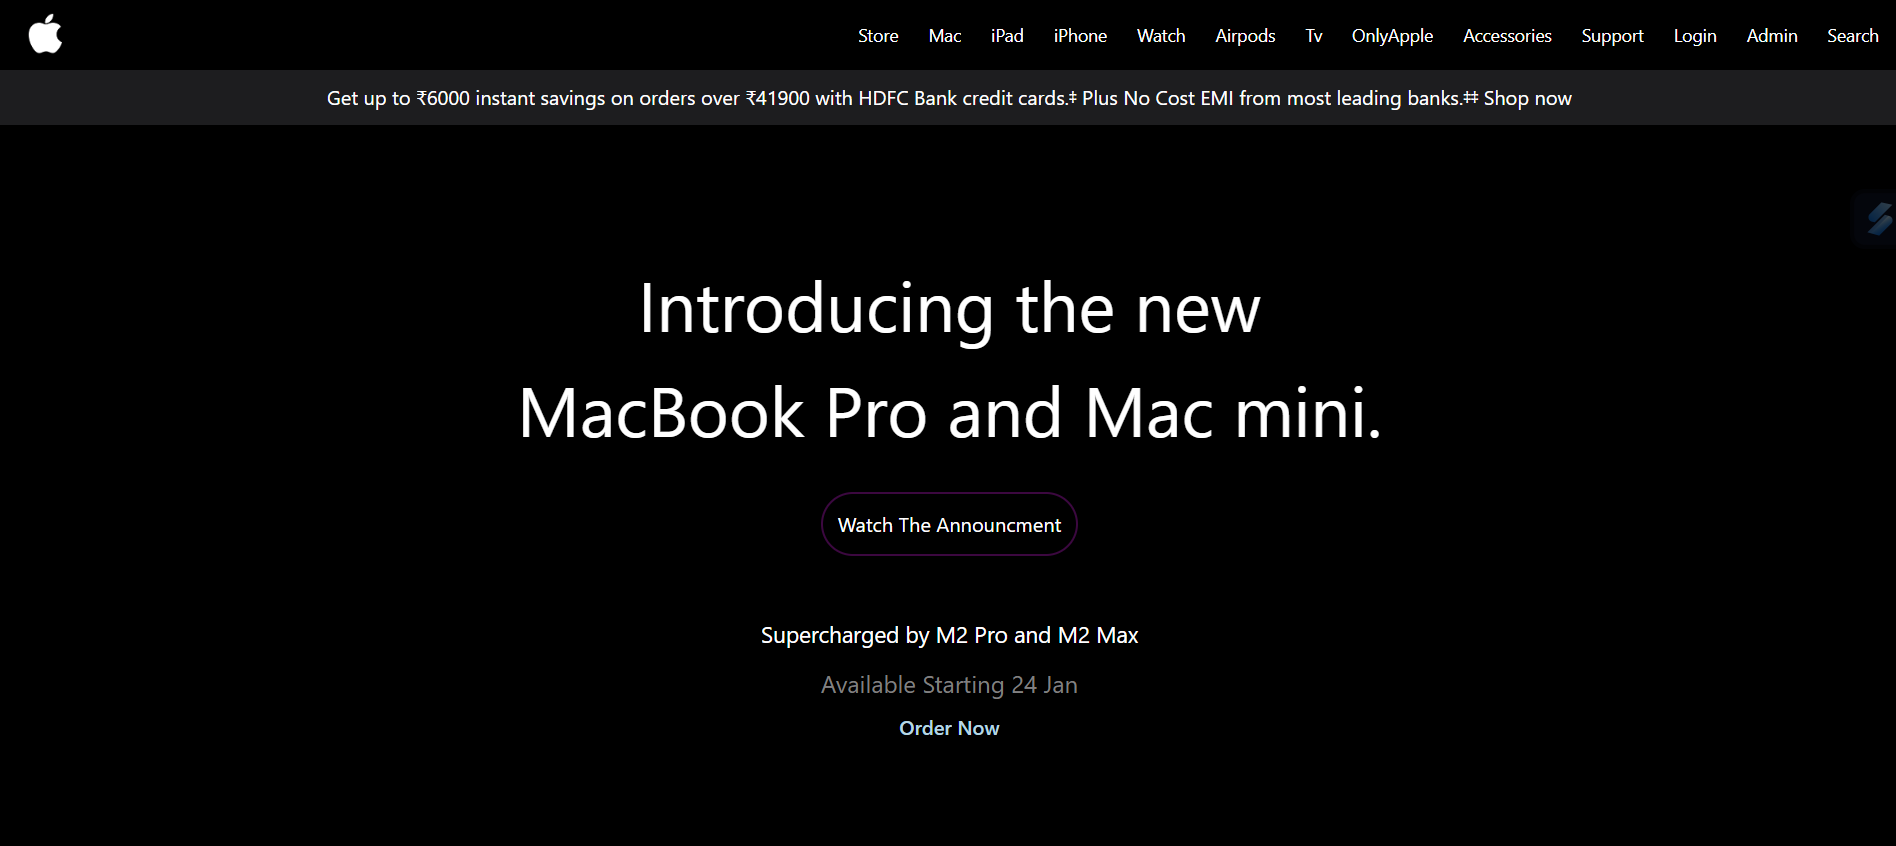 Store Mac iPad iPhone Watch Airpods Tv OnlyApple Accessories Support Login Admin Search
Get up to ₹6000 instant savings on orders over ₹41900 with HDFC Bank credit cards.‡ Plus No Cost EMI from most leading banks.‡‡ Shop now
Introducing the new
MacBook Pro and Mac mini.
Watch The Announcment
Supercharged by M2 Pro and M2 Max
Available Starting 24 Jan
Order Now